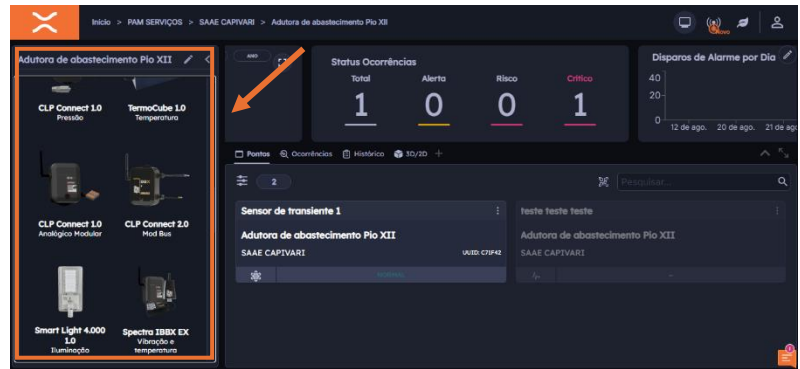 Início > PAM SERVIÇOS > SAAE CAPIVARI > Adutora de abastecimento Pio XII
Novo
Adutora de abastecimento Pio XII
CLP Connect 1.0
Pressão
TermoCube 1.0
Temperatura
CLP Connect 1.0
Analógico Modular
CLP Connect 2.0
Mod Bus
Smart Light 4.000
1.0
Iluminação
Spectra IBBX EX
Vibração e
temperatura
ANO
Status Ocorrências
Total
Alerta
Risco
Crítico
1
0
0
1
Disparos de Alarme por Dia
40
20
0
12 de ago.
20 de ago.
21 de ago
Pontos
Ocorrências
Histórico
3D/2D
2
Pesquisar...
Sensor de transiente 1
Adutora de abastecimento Pio XII
SAAE CAPIVARI
UUID: C71F42
NORMAL
teste teste teste
Adutora de abastecimento Pio XII
SAAE CAPIVARI
-
1